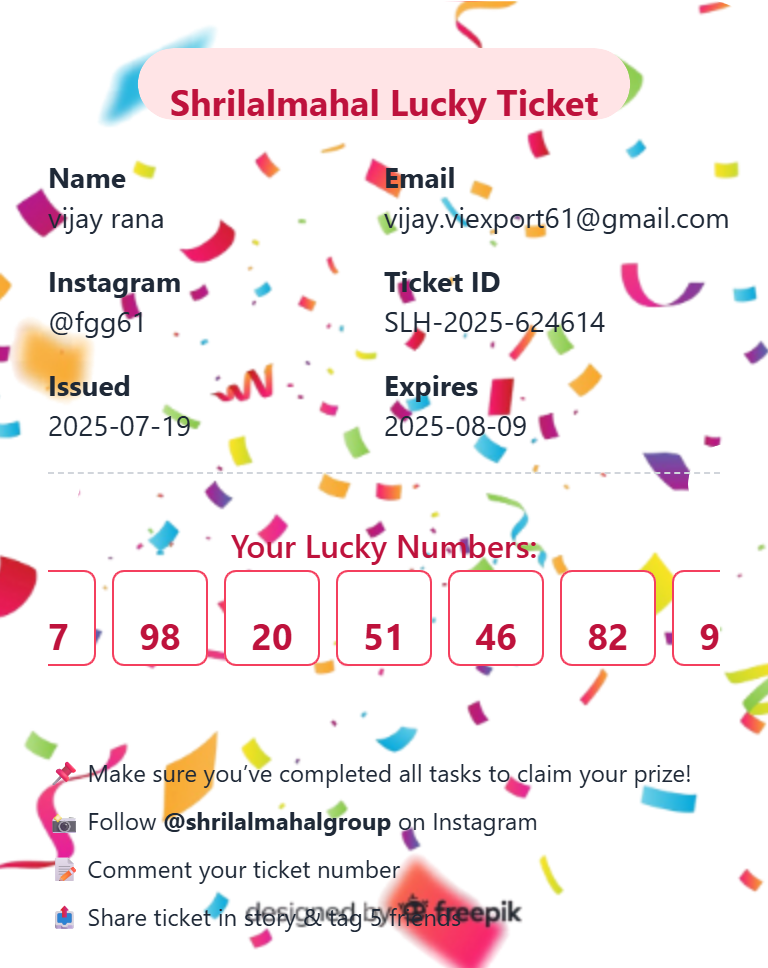 Shrilalmahal Lucky Ticket
Name
vijay rana
Email
vijay.viexport61@gmail.com
Instagram
@fgg61
Ticket ID
SLH-2025-624614
Issued
2025-07-19
Expires
2025-08-09
Your Lucky Numbers:
7 98 20 51 46 82 9
📌 Make sure you’ve completed all tasks to claim your prize!
📸 Follow @shrilalmahalgroup on Instagram
📝 Comment your ticket number
📤 Share ticket in story & tag 5 friends
designed by freepik